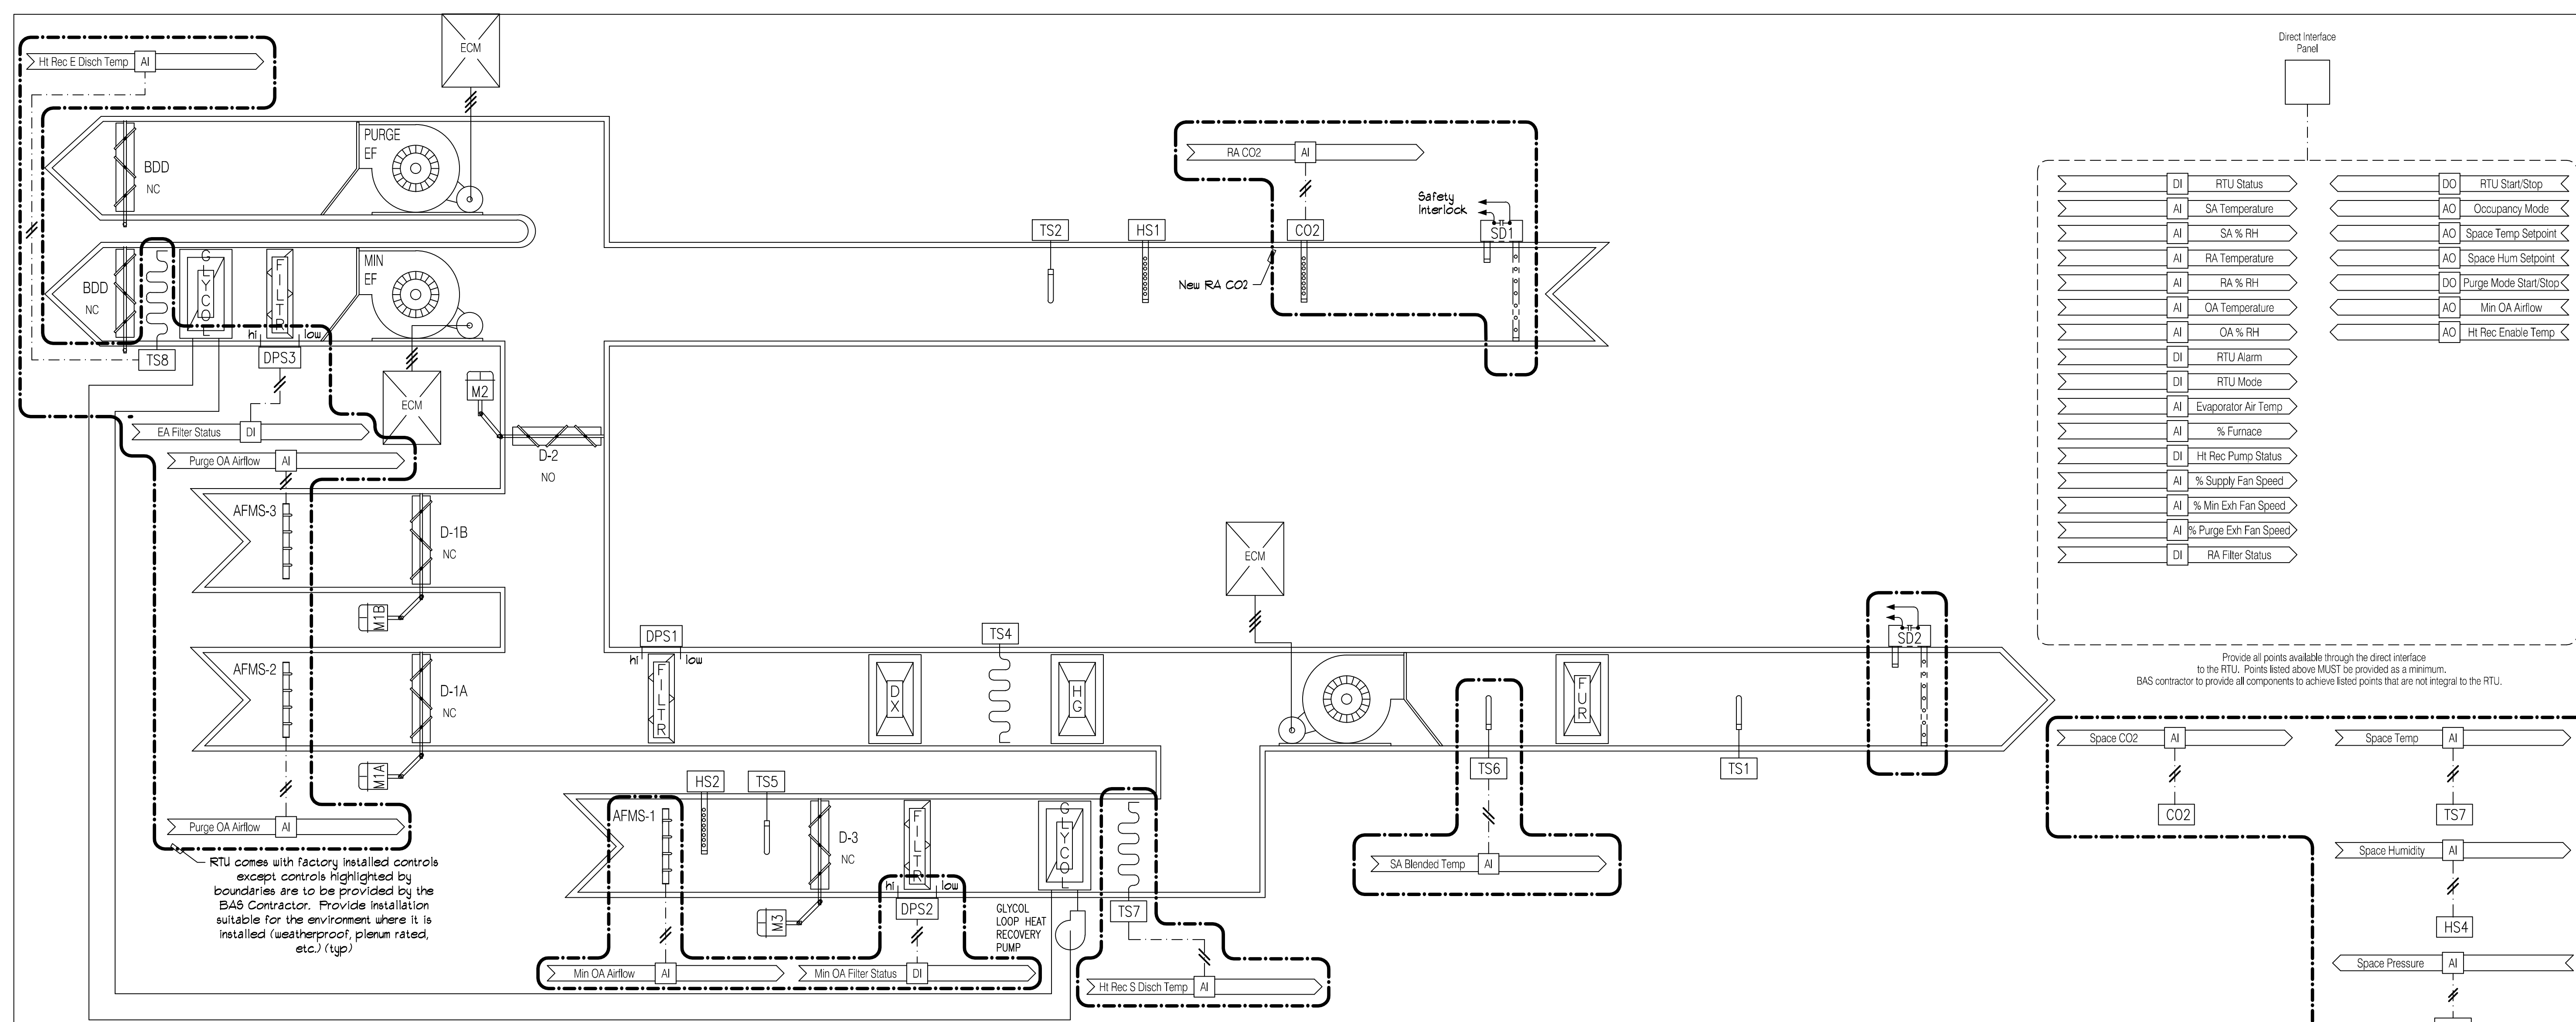 Direct Interface
Panel
ECM
Ht Rec E Disch Temp AI
PURGE
EF
BDD
NC
RA CO2 AI
Safety
Interlock
TS2
HS1
CO2
SD1
New RA CO2
MIN
EF
BDD
NC
GLYCOL
FILTR
hi
low
TS8
DPS3
ECM
M2
EA Filter Status DI
D-2
NO
Purge OA Airflow AI
AFMS-3
D-1B
NC
M1B
AFMS-2
D-1A
NC
M1A
Purge OA Airflow AI
RTU comes with factory installed controls
except controls highlighted by
boundaries are to be provided by the
BAS Contractor. Provide installation
suitable for the environment where it is
installed (weatherproof, plenum rated,
etc.) (typ)
DPS1
hi
low
FILTR
DX
TS4
HG
ECM
FUR
TS6
TS1
SD2
SA Blended Temp AI
HS2
TS5
AFMS-1
D-3
NC
M3
FILTR
hi
low
DPS2
GLYCOL
GLYCOL
LOOP HEAT
RECOVERY
PUMP
TS7
Min OA Airflow AI
Min OA Filter Status DI
Ht Rec S Disch Temp AI
DI RTU Status
AI SA Temperature
AI SA % RH
AI RA Temperature
AI RA % RH
AI OA Temperature
AI OA % RH
DI RTU Alarm
DI RTU Mode
AI Evaporator Air Temp
AI % Furnace
DI Ht Rec Pump Status
AI % Supply Fan Speed
AI % Min Exh Fan Speed
AI % Purge Exh Fan Speed
DI RA Filter Status
DO RTU Start/Stop
AO Occupancy Mode
AO Space Temp Setpoint
AO Space Hum Setpoint
DO Purge Mode Start/Stop
AO Min OA Airflow
AO Ht Rec Enable Temp
Provide all points available through the direct interface
to the RTU. Points listed above MUST be provided as a minimum.
BAS contractor to provide all components to achieve listed points that are not integral to the RTU.
Space CO2 AI
CO2
Space Temp AI
TS7
Space Humidity AI
HS4
Space Pressure AI